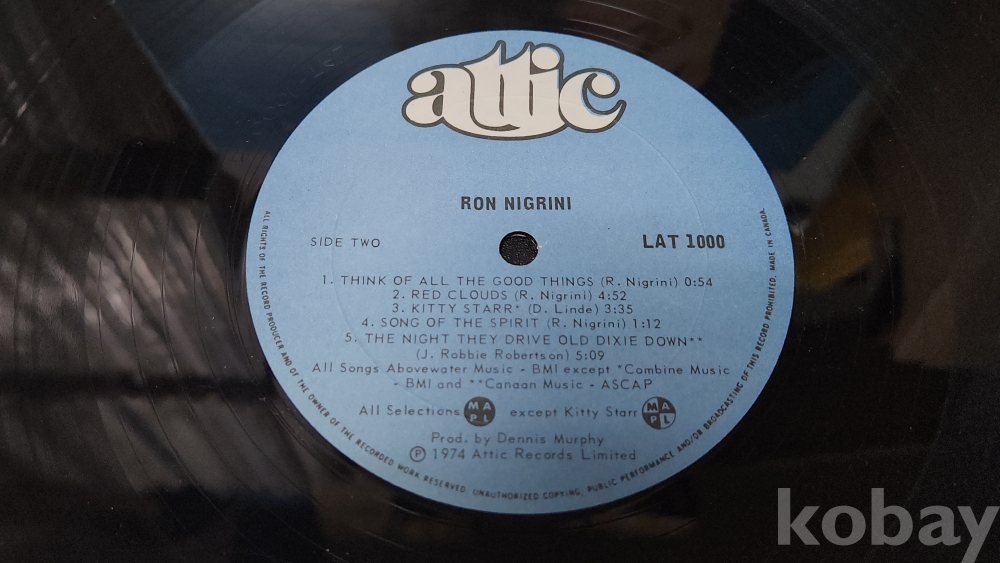 attic
RON NIGRINI
SIDE TWO
LAT 1000
1. THINK OF ALL THE GOOD THINGS (R. Nigrini) 0:54
2. RED CLOUDS (R. Nigrini) 4:52
3. KITTY STARR* (D. Linde) 3:35
4. SONG OF THE SPIRIT (R. Nigrini) 1:12
5. THE NIGHT THEY DRIVE OLD DIXIE DOWN**
(J. Robbie Robertson) 5:09
All Songs Abovewater Music - BMI except *Combine Music
- BMI and **Canaan Music - ASCAP
All Selections MAPL except Kitty Starr MAPL
Prod. by Dennis Murphy
Ⓟ 1974 Attic Records Limited
ALL RIGHTS OF THE RECORD PRODUCER AND OF THE OWNER OF THE RECORDED WORK RESERVED. UNAUTHORIZED COPYING, PUBLIC PERFORMANCE AND/OR BROADCASTING OF THIS RECORD PROHIBITED. MADE IN CANADA.
kobay